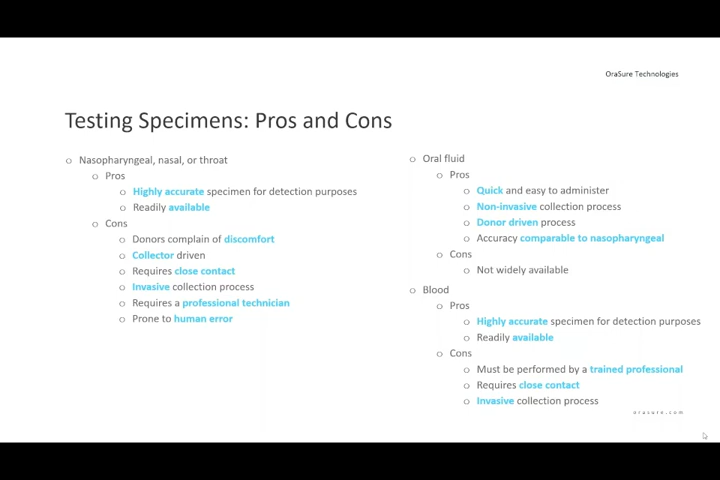 OraSure Technologies
Testing Specimens: Pros and Cons
o Nasopharyngeal, nasal, or throat
o Pros
o Highly accurate specimen for detection purposes
o Readily available
o Cons
o Donors complain of discomfort
o Collector driven
o Requires close contact
o Invasive collection process
o Requires a professional technician
o Prone to human error
o Oral fluid
o Pros
o Quick and easy to administer
o Non-invasive collection process
o Donor driven process
o Accuracy comparable to nasopharyngeal
o Cons
o Not widely available
o Blood
o Pros
o Highly accurate specimen for detection purposes
o Readily available
o Cons
o Must be performed by a trained professional
o Requires close contact
o Invasive collection process
orasure.com